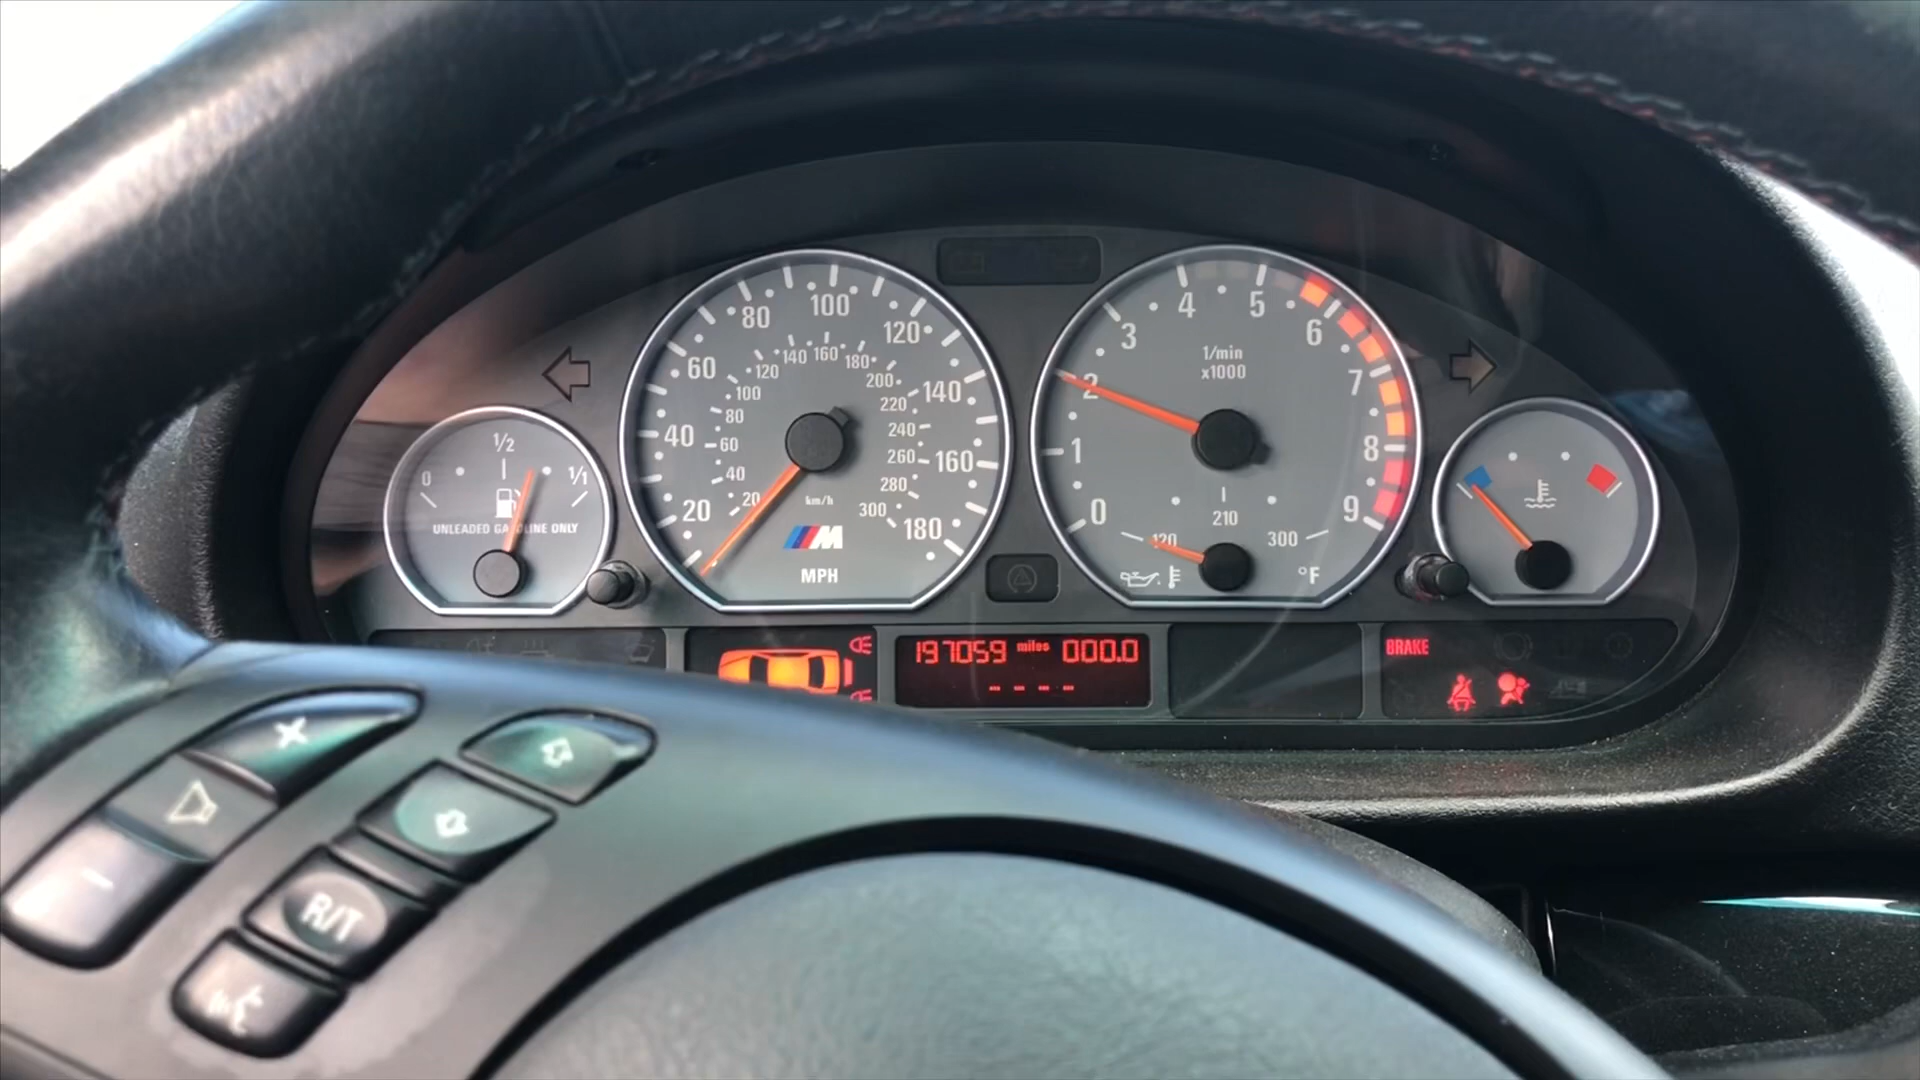 1/2
0 1/1
UNLEADED GASOLINE ONLY
20 40 60 80 100 120 140 160 180
20 40 60 80 100 120 140 160 180 200 220 240 260 280 300
km/h
M
MPH
0 1 2 3 4 5 6 7 8 9
1/min
x1000
210
120 300
°F
197059 miles 000.0
----
BRAKE
+
-
R/T